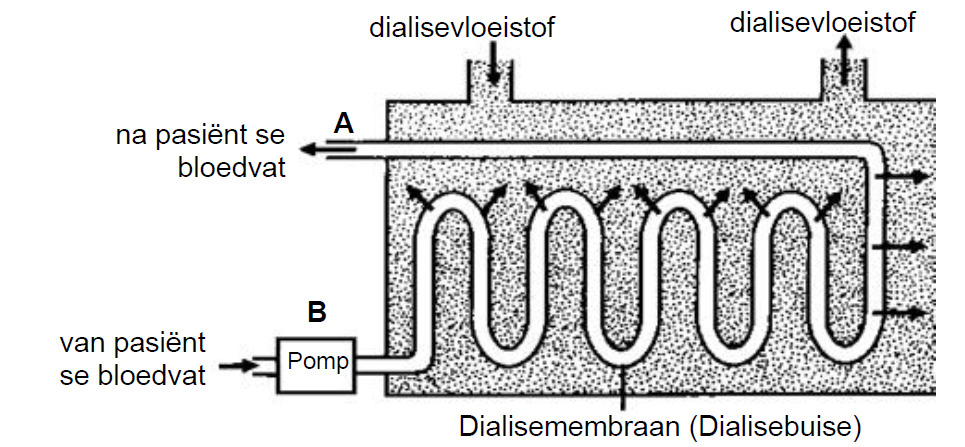 dialisevloeistof
dialisevloeistof
A
na pasiënt se
bloedvat
B
van pasiënt
se bloedvat
Pomp
Dialisemembraan (Dialisebuise)